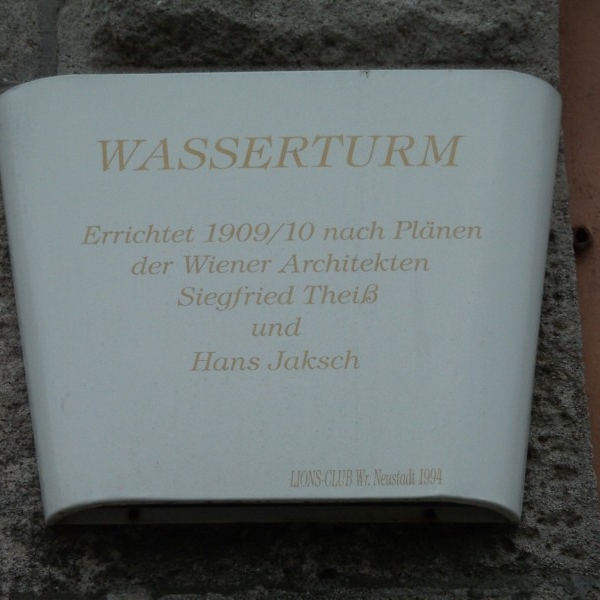 WASSERTURM
Errichtet 1909/10 nach Plänen
der Wiener Architekten
Siegfried Theiß
und
Hans Jaksch
LIONS-CLUB Wr. Neustadt 1994